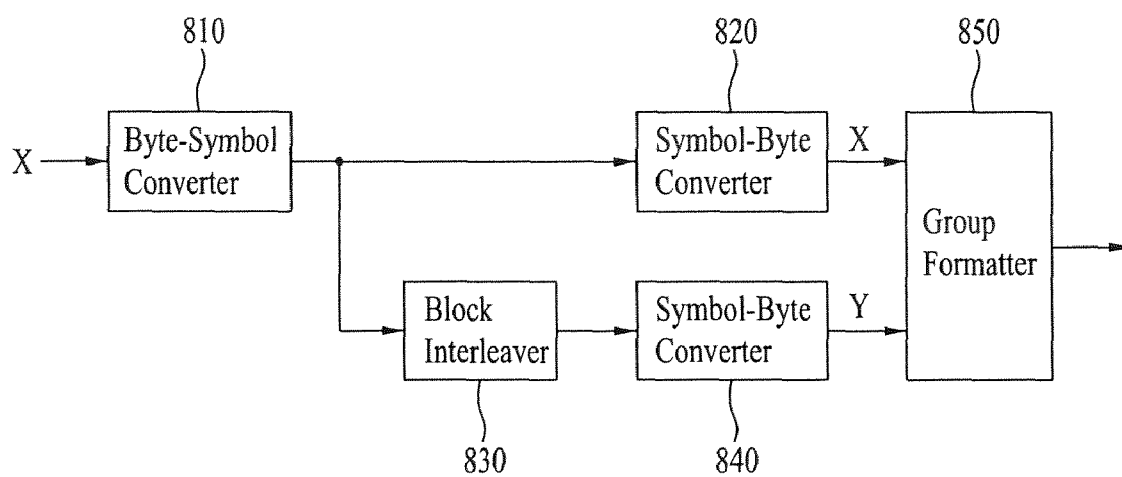 810
820
850
X
Byte-Symbol
Converter
Symbol-Byte
Converter
X
Group
Formatter
Block
Interleaver
Symbol-Byte
Converter
Y
830
840